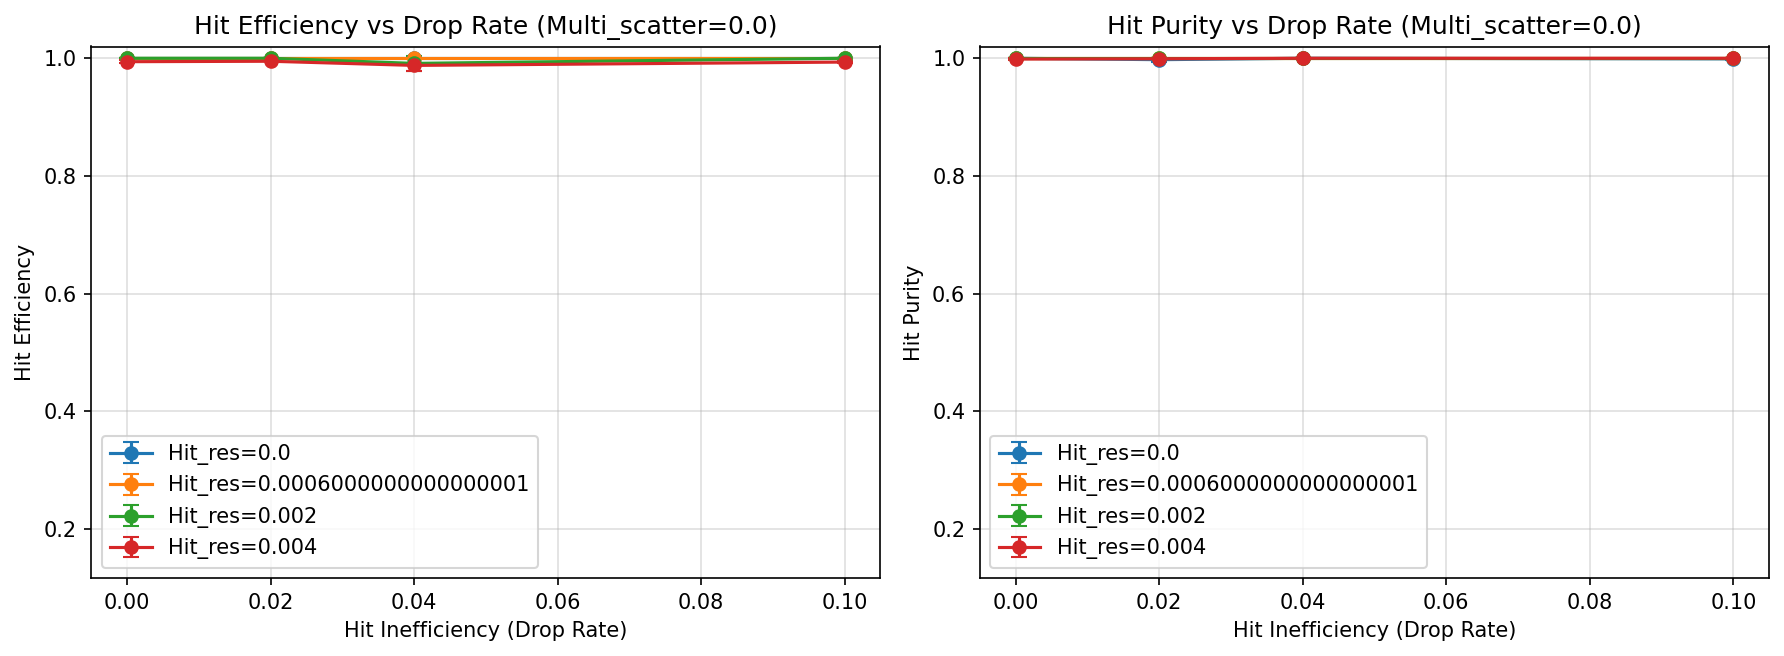 Hit Efficiency vs Drop Rate (Multi_scatter=0.0)
1.0
0.8
0.6
0.4
0.2
Hit Efficiency
Hit_res=0.0
Hit_res=0.0006000000000000001
Hit_res=0.002
Hit_res=0.004
0.00 0.02 0.04 0.06 0.08 0.10
Hit Inefficiency (Drop Rate)
Hit Purity vs Drop Rate (Multi_scatter=0.0)
1.0
0.8
0.6
0.4
0.2
Hit Purity
Hit_res=0.0
Hit_res=0.0006000000000000001
Hit_res=0.002
Hit_res=0.004
0.00 0.02 0.04 0.06 0.08 0.10
Hit Inefficiency (Drop Rate)